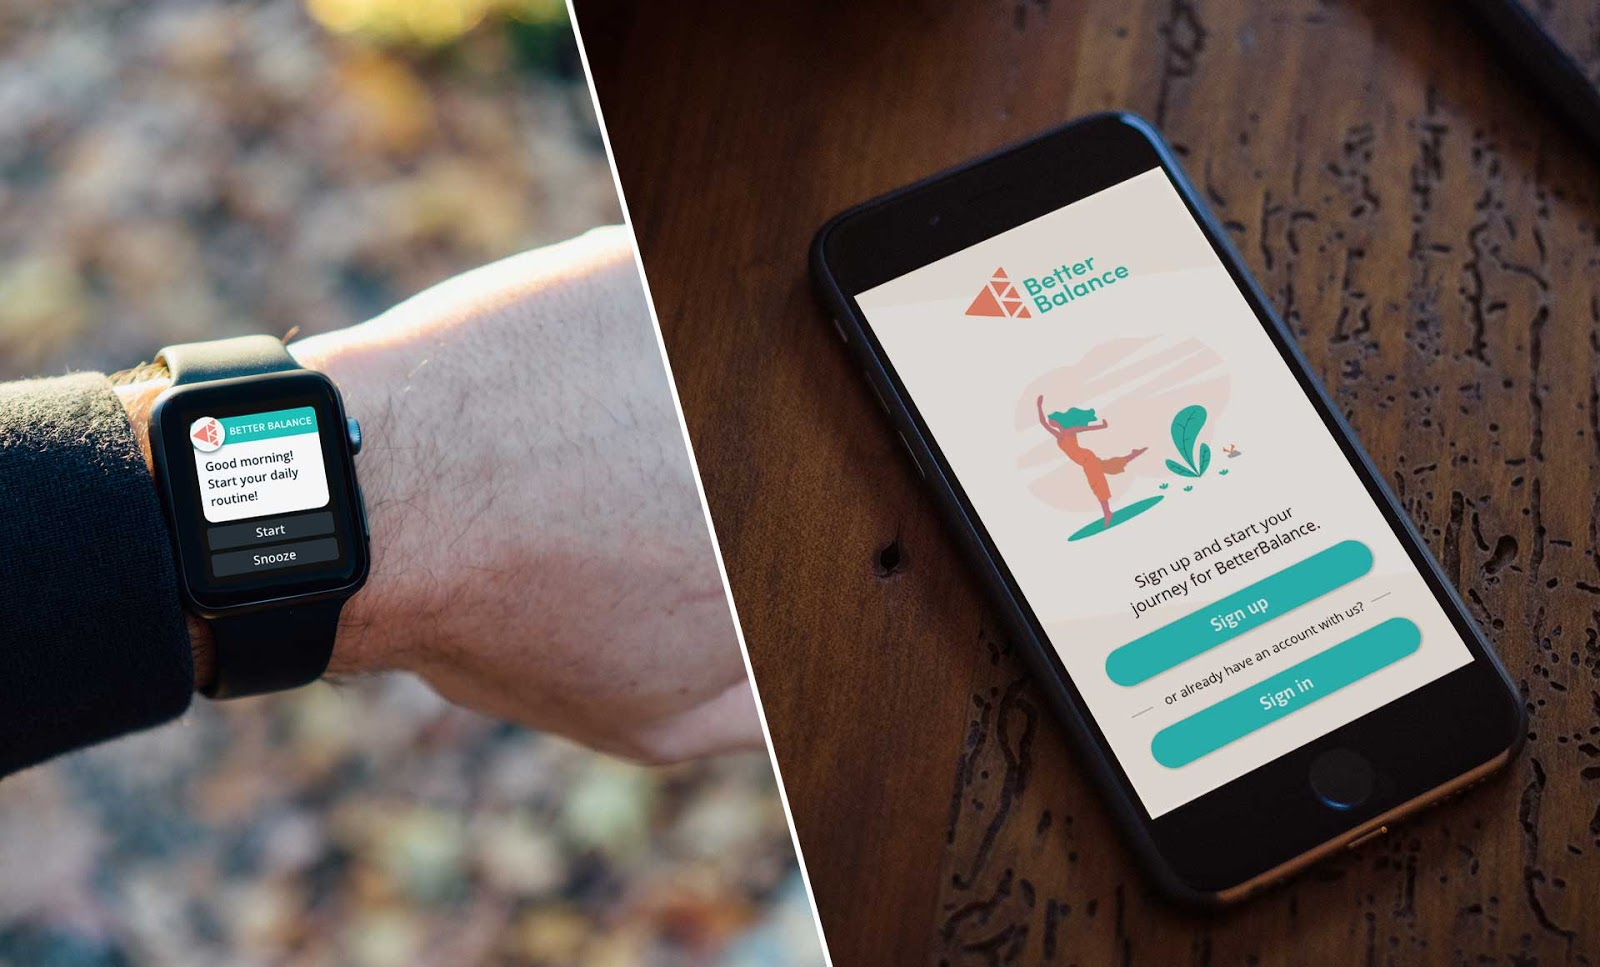 BETTER BALANCE
Good morning!
Start your daily
routine!
Start
Snooze
Better
Balance
Sign up and start your
journey for BetterBalance.
Sign up
or already have an account with us?
Sign in